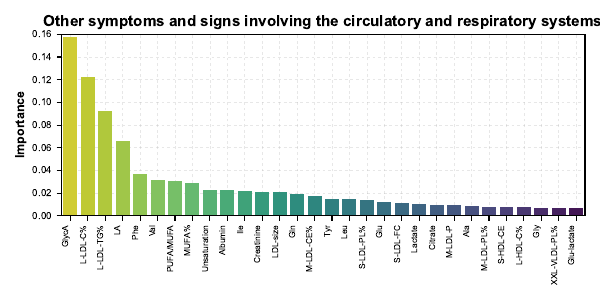 Other symptoms and signs involving the circulatory and respiratory systems
Importance
0.16
0.14
0.12
0.10
0.08
0.06
0.04
0.02
0.00
GlycA
L-LDL-C%
L-LDL-TG%
LA
Phe
Val
PUFA/MUFA
MUFA%
Unsaturation
Albumin
Ile
Creatinine
LDL-size
Gln
M-LDL-CE%
Tyr
Leu
S-LDL-PL%
Glu
S-LDL-FC
Lactate
Citrate
M-LDL-P
Ala
M-LDL-PL%
S-HDL-CE
L-HDL-C%
Gly
XXL-VLDL-PL%
Glu-lactate